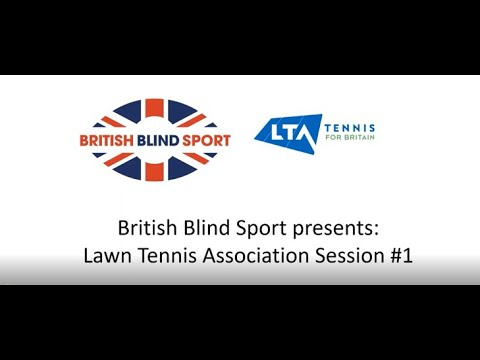 BRITISH BLIND SPORT
LTA TENNIS
FOR BRITAIN
British Blind Sport presents:
Lawn Tennis Association Session #1